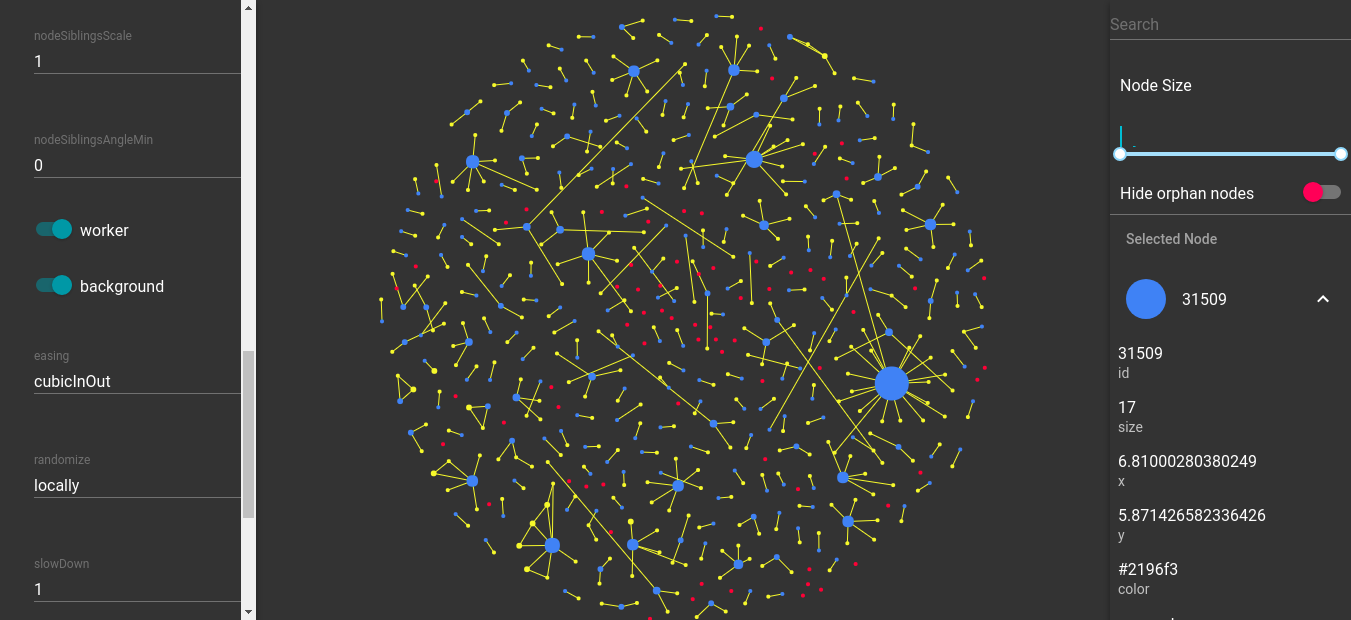 nodeSiblingsScale
1
nodeSiblingsAngleMin
0
worker
background
easing
cubicInOut
randomize
locally
slowDown
1
Search
Node Size
Hide orphan nodes
Selected Node
31509
31509
id
17
size
6.81000280380249
x
5.871426582336426
y
#2196f3
color